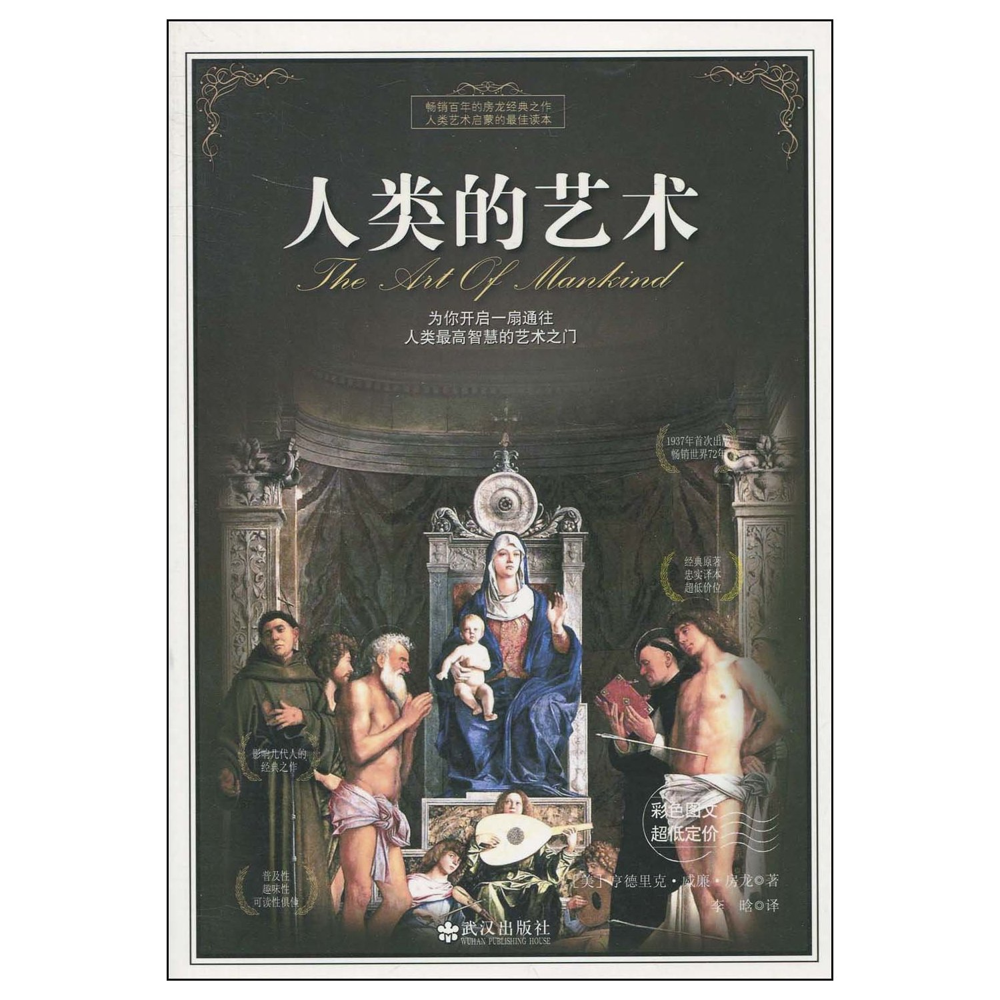 畅销百年的房龙经典之作
人类艺术启蒙的最佳读本
人类的艺术
The Art Of Mankind
为你开启一扇通往
人类最高智慧的艺术之门
1937年首次出版
畅销世界72年
经典原著
忠实译本
超低价位
影响几代人的
经典之作
彩色图文
超低定价
普及性
趣味性
可读性俱佳
[美]亨德里克·威廉·房龙◎著
李 晗◎译
武汉出版社
WUHAN PUBLISHING HOUSE